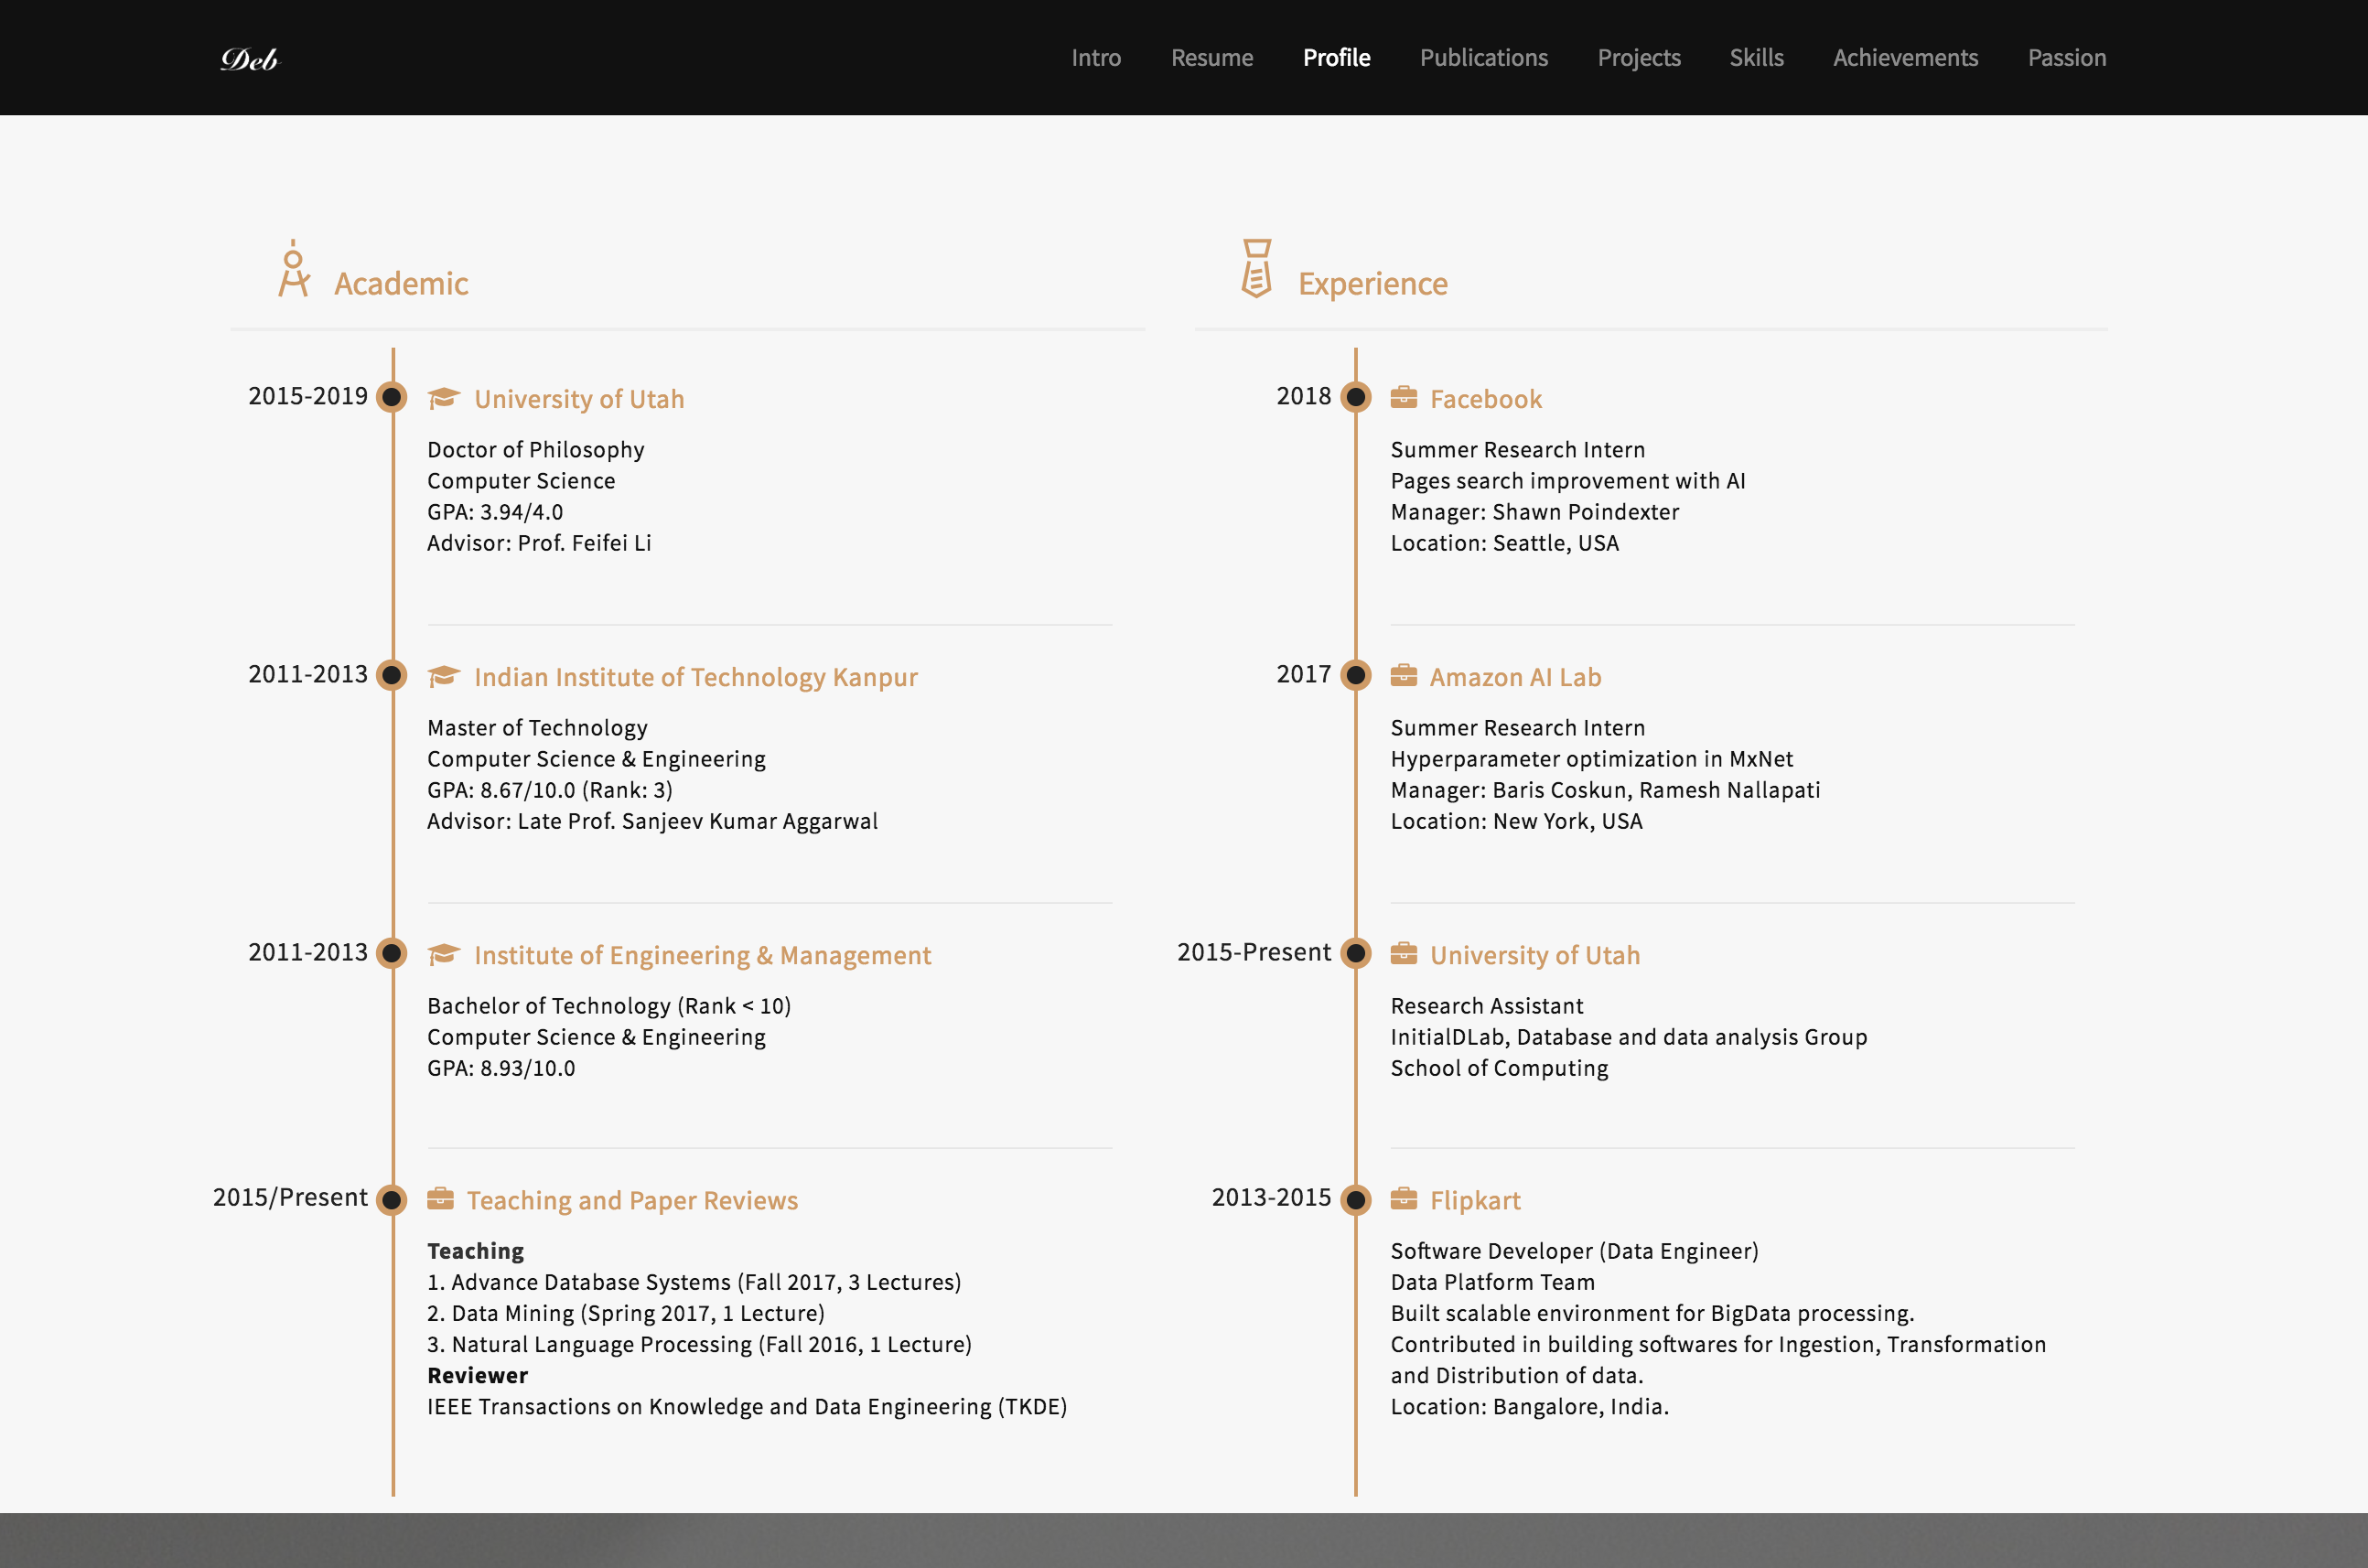 Deb
Intro Resume Profile Publications Projects Skills Achievements Passion
Academic
2015-2019 University of Utah
Doctor of Philosophy
Computer Science
GPA: 3.94/4.0
Advisor: Prof. Feifei Li
2011-2013 Indian Institute of Technology Kanpur
Master of Technology
Computer Science & Engineering
GPA: 8.67/10.0 (Rank: 3)
Advisor: Late Prof. Sanjeev Kumar Aggarwal
2011-2013 Institute of Engineering & Management
Bachelor of Technology (Rank < 10)
Computer Science & Engineering
GPA: 8.93/10.0
2015/Present Teaching and Paper Reviews
Teaching
1. Advance Database Systems (Fall 2017, 3 Lectures)
2. Data Mining (Spring 2017, 1 Lecture)
3. Natural Language Processing (Fall 2016, 1 Lecture)
Reviewer
IEEE Transactions on Knowledge and Data Engineering (TKDE)
Experience
2018 Facebook
Summer Research Intern
Pages search improvement with AI
Manager: Shawn Poindexter
Location: Seattle, USA
2017 Amazon AI Lab
Summer Research Intern
Hyperparameter optimization in MxNet
Manager: Baris Coskun, Ramesh Nallapati
Location: New York, USA
2015-Present University of Utah
Research Assistant
InitialDLab, Database and data analysis Group
School of Computing
2013-2015 Flipkart
Software Developer (Data Engineer)
Data Platform Team
Built scalable environment for BigData processing.
Contributed in building softwares for Ingestion, Transformation
and Distribution of data.
Location: Bangalore, India.